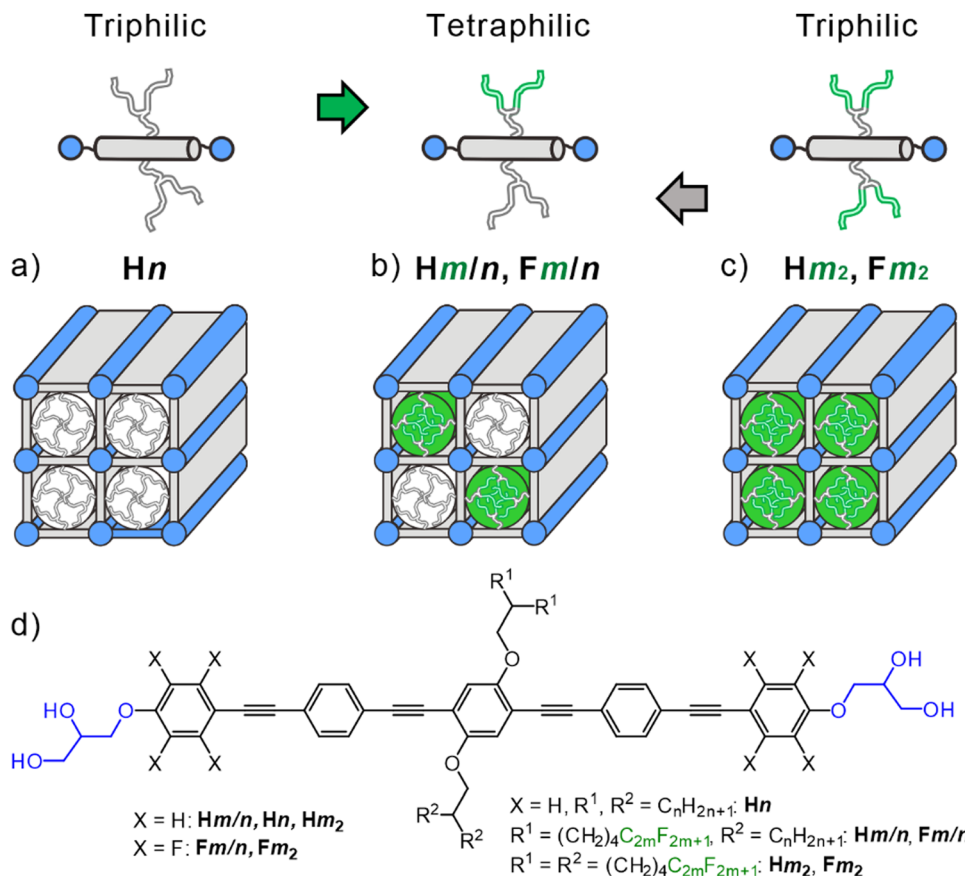 Triphilic Tetraphilic Triphilic
a) Hn b) Hm/n, Fm/n c) Hm₂, Fm₂
d)
R¹
R¹
X X O X X OH
HO O O OH
HO X X O X X
R² R²
X = H: Hm/n, Hn, Hm₂
X = F: Fm/n, Fm₂
X = H, R¹, R² = CₙH₂ₙ₊₁: Hn
R¹ = (CH₂)₄C₂ₘF₂ₘ₊₁, R² = CₙH₂ₙ₊₁: Hm/n, Fm/n
R¹ = R² = (CH₂)₄C₂ₘF₂ₘ₊₁: Hm₂, Fm₂